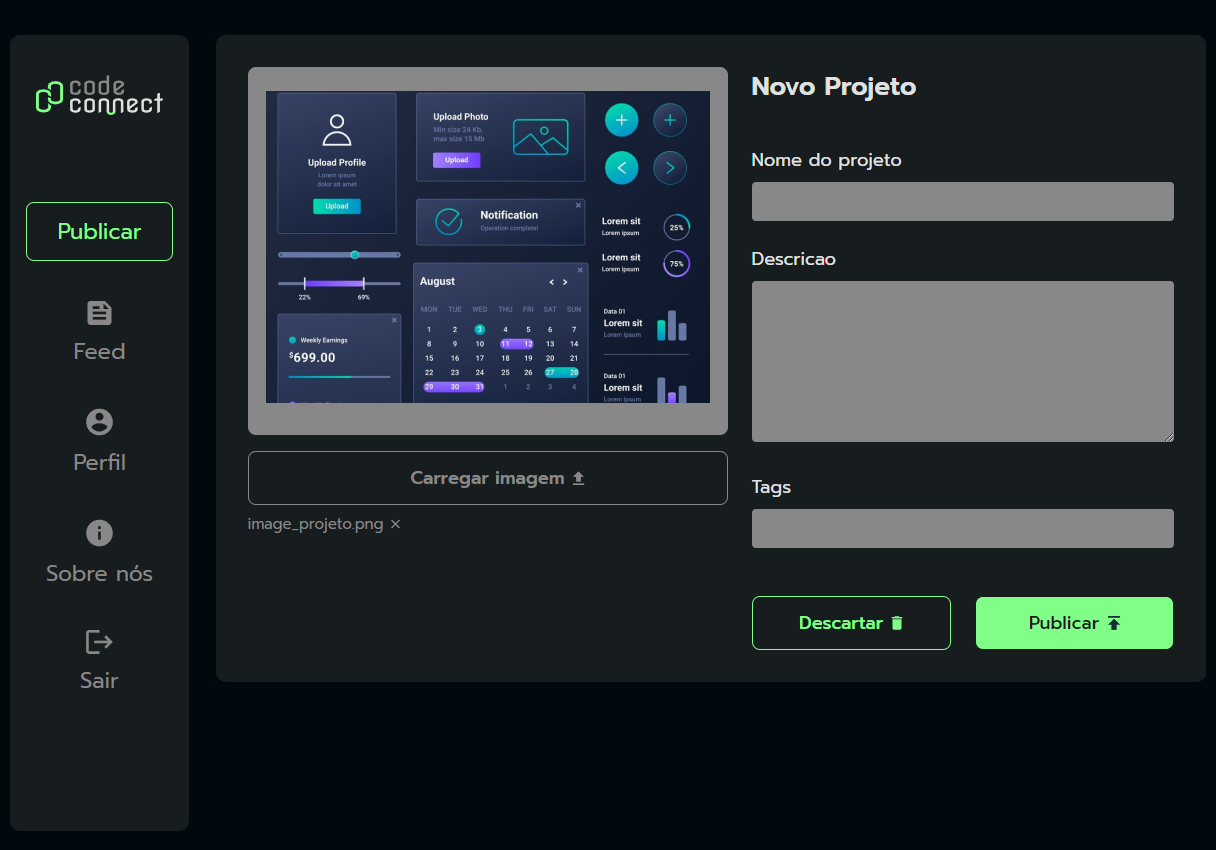 code
connect
Publicar
Feed
Perfil
Sobre nós
Sair
Upload Profile
Lorem ipsum
dolor sit amet
Upload
22%
69%
Weekly Earnings
$699.00
Upload Photo
Min size 24 Kb,
max size 15 Mb
Upload
Notification
Operation complete!
August
MON TUE WED THU FRI SAT SUN
1 2 3 4 5 6 7
8 9 10 11 12 13 14
15 16 17 18 19 20 21
22 23 24 25 26 27 28
29 30 31 1 2 3 4
Lorem sit
Lorem ipsum
25%
Lorem sit
Lorem ipsum
75%
Data 01
Lorem sit
Lorem ipsum
Data 01
Lorem sit
Lorem ipsum
Carregar imagem
image_projeto.png ×
Novo Projeto
Nome do projeto
Descricao
Tags
Descartar
Publicar